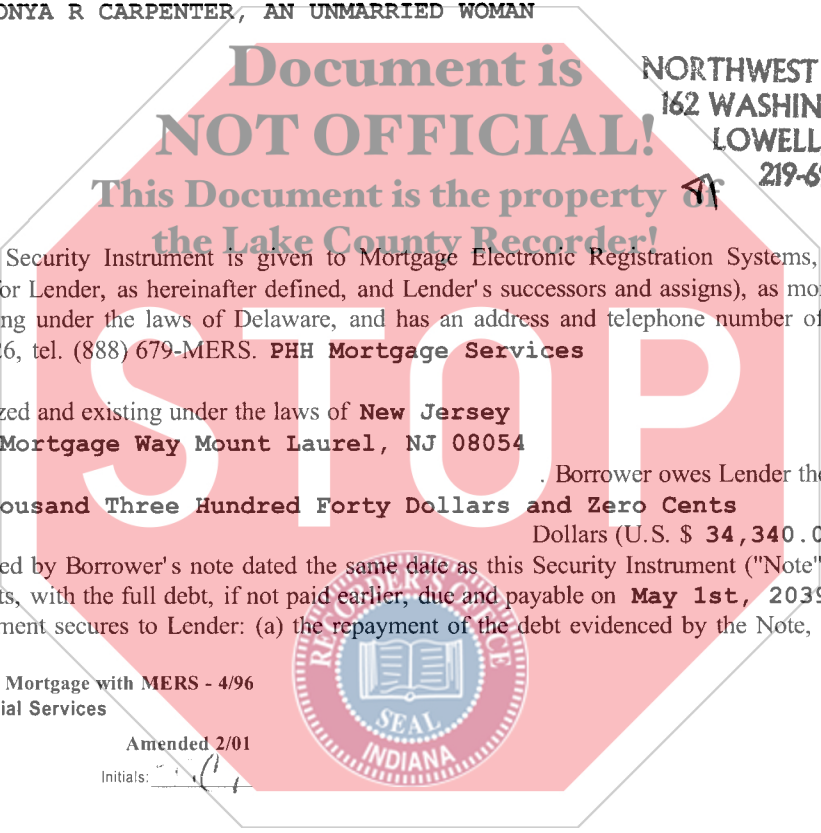 ONYA R CARPENTER, AN UNMARRIED WOMAN
Document is
NOT OFFICIAL!
This Document is the property of
the Lake County Recorder!
NORTHWEST
162 WASHIN
LOWELL
219-6
Security Instrument is given to Mortgage Electronic Registration Systems,
or Lender, as hereinafter defined, and Lender's successors and assigns), as mo
ng under the laws of Delaware, and has an address and telephone number of
6, tel. (888) 679-MERS. PHH Mortgage Services
zed and existing under the laws of New Jersey
Mortgage Way Mount Laurel, NJ 08054
. Borrower owes Lender the
ousand Three Hundred Forty Dollars and Zero Cents
Dollars (U.S. $ 34,340.0
ed by Borrower's note dated the same date as this Security Instrument ("Note"
ts, with the full debt, if not paid earlier, due and payable on May 1st, 2039
ment secures to Lender: (a) the repayment of the debt evidenced by the Note,
STOP
RECORDER'S OFFICE
SEAL
INDIANA
Mortgage with MERS - 4/96
ial Services
Amended 2/01
Initials: